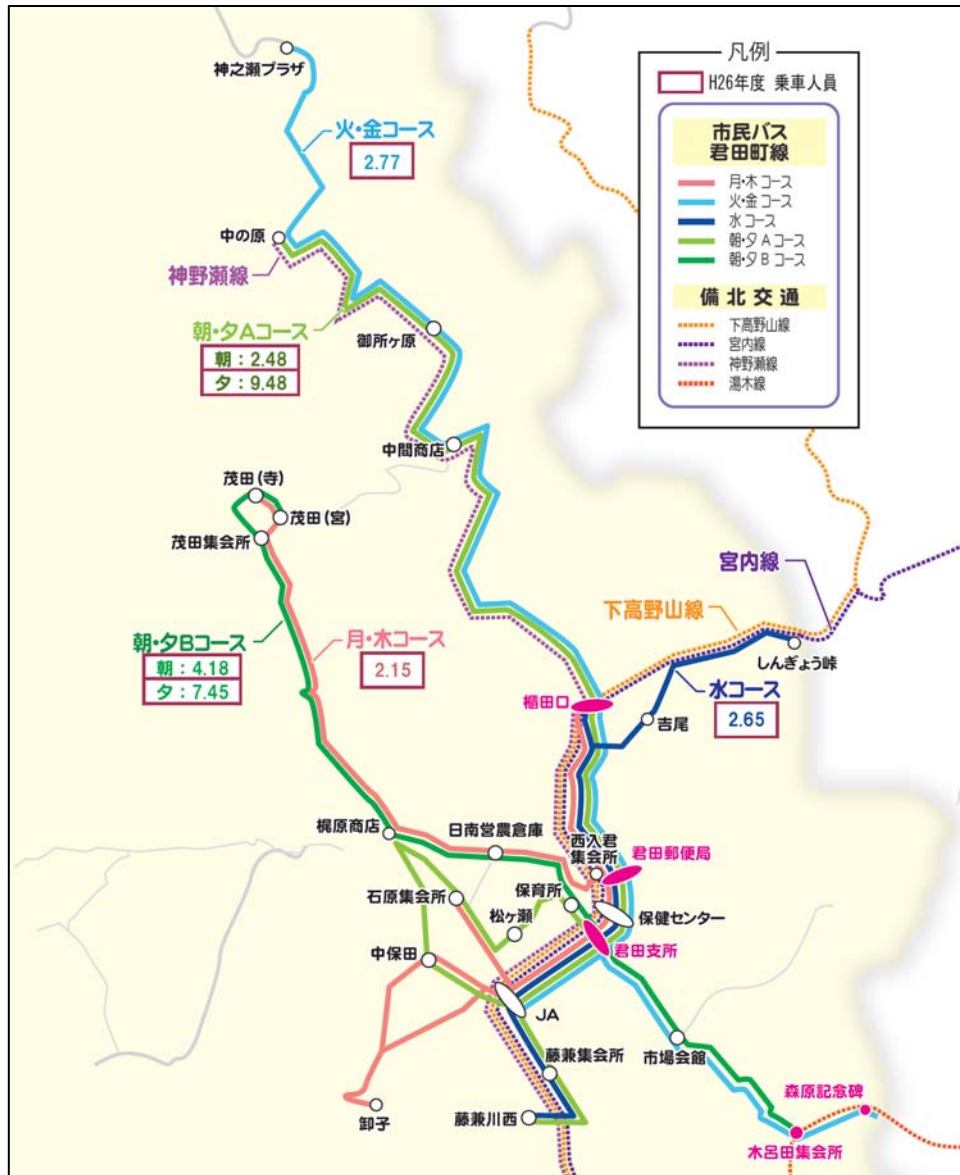 神之瀬プラザ
火・金コース
2.77
中の原
神野瀬線
朝・夕Aコース
朝：2.48
夕：9.48
御所ヶ原
中間商店
凡例
H26年度 乗車人員
市民バス
君田町線
月・木コース
火・金コース
水コース
朝・夕Aコース
朝・夕Bコース
備北交通
下高野山線
宮内線
神野瀬線
湯木線
茂田(寺)
茂田(宮)
茂田集会所
朝・夕Bコース
朝：4.18
夕：7.45
月・木コース
2.15
宮内線
下高野山線
しんぎょう峠
櫃田口
水コース
2.65
吉尾
梶原商店
日南営農倉庫
西入君
集会所
君田郵便局
石原集会所
保育所
松ヶ瀬
保健センター
君田支所
中保田
JA
藤兼集会所
市場会館
卸子
藤兼川西
森原記念碑
木呂田集会所